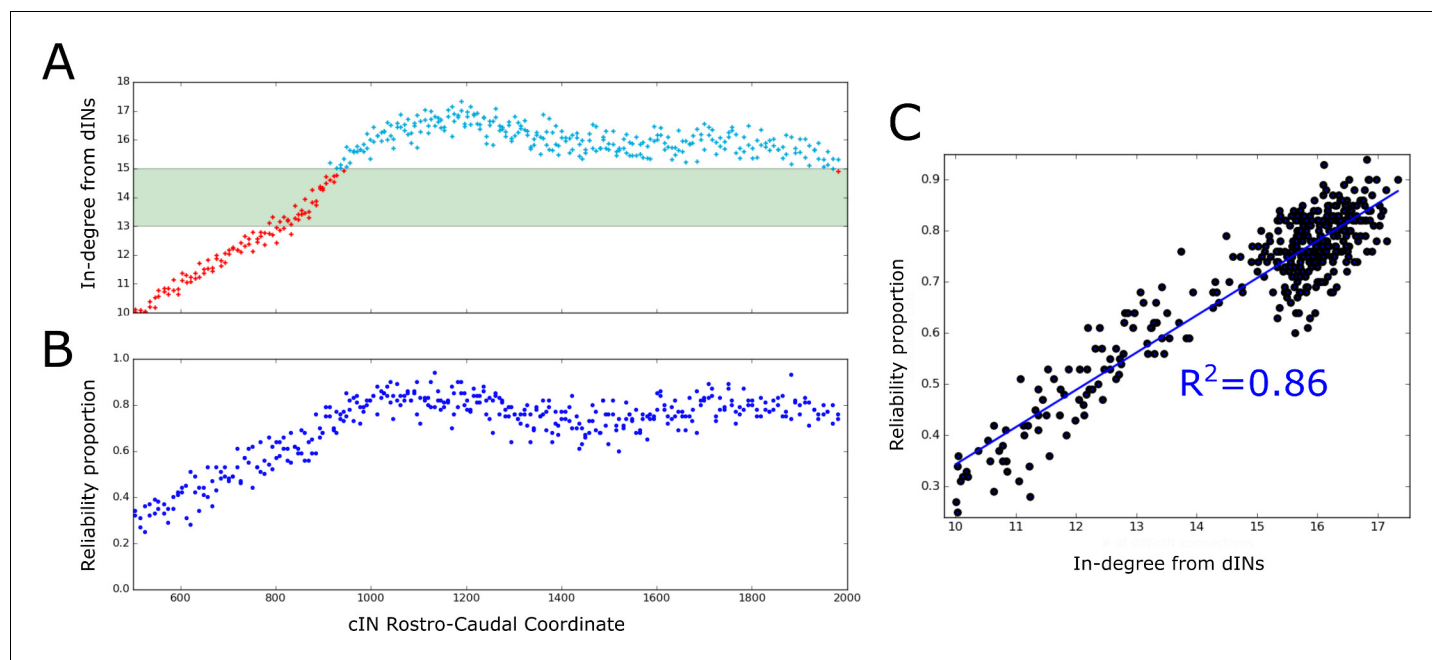 A
In-degree from dINs
18
17
16
15
14
13
12
11
10
B
Reliability proportion
1.0
0.8
0.6
0.4
0.2
0.0
600 800 1000 1200 1400 1600 1800 2000
cIN Rostro-Caudal Coordinate
C
Reliability proportion
0.9
0.8
0.7
0.6
0.5
0.4
0.3
R²=0.86
10 11 12 13 14 15 16 17
In-degree from dINs